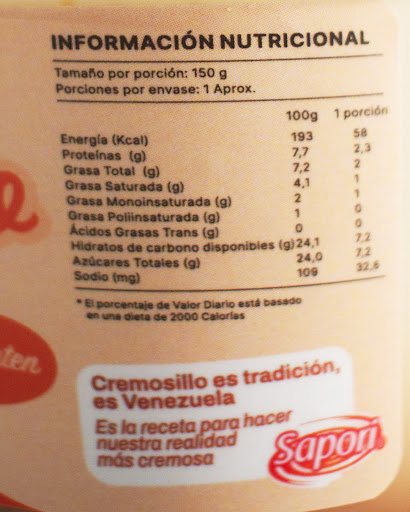 INFORMACIÓN NUTRICIONAL
Tamaño por porción: 150 g
Porciones por envase: 1 Aprox.
100g 1 porción
Energía (Kcal) 193 58
Proteínas (g) 7,7 2,3
Grasa Total (g) 7,2 2
Grasa Saturada (g) 4,1 1
Grasa Monoinsaturada (g) 2 1
Grasa Poliinsaturada (g) 1 0
Ácidos Grasas Trans (g) 0 0
Hidratos de carbono disponibles (g) 24,1 7,2
Azúcares Totales (g) 24,0 7,2
Sodio (mg) 109 32,6
* El porcentaje de Valor Diario está basado
en una dieta de 2000 Calorías
Cremosillo es tradición,
es Venezuela
Es la receta para hacer
nuestra realidad
más cremosa
Sapori